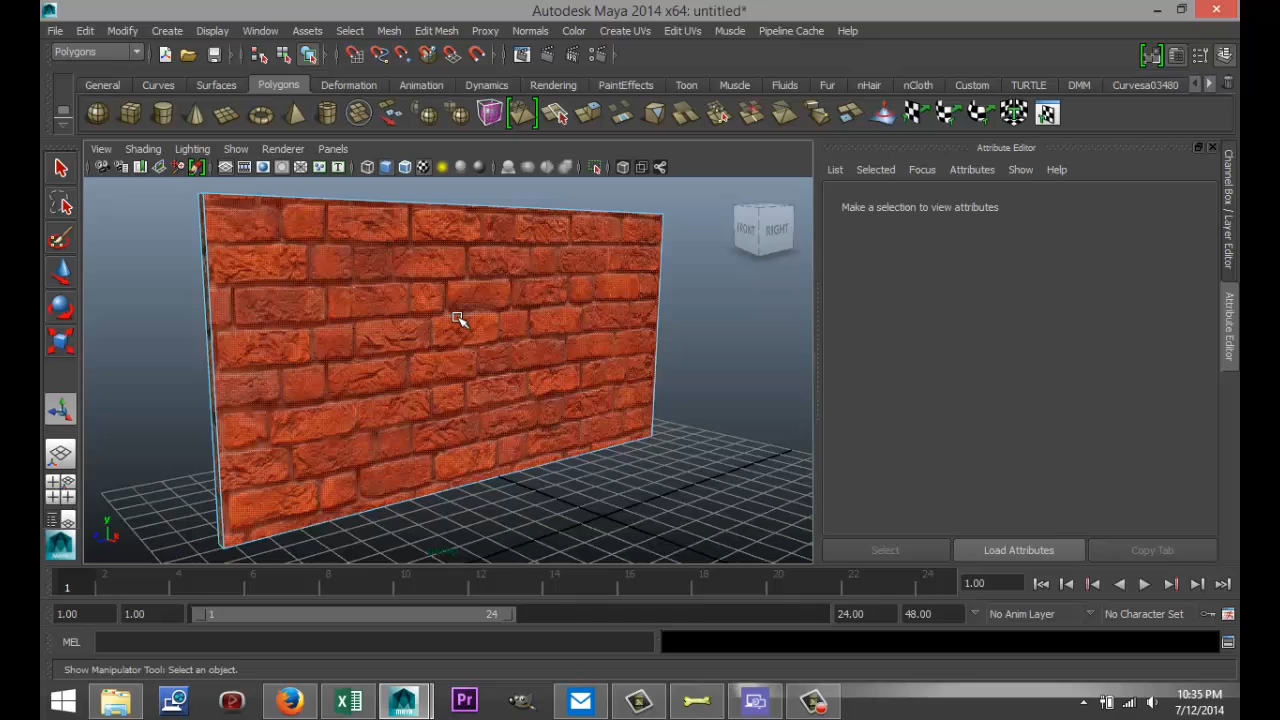 Autodesk Maya 2014 x64: untitled*
File Edit Modify Create Display Window Assets Select Mesh Edit Mesh Proxy Normals Color Create UVs Edit UVs Muscle Pipeline Cache Help
Polygons
General Curves Surfaces Polygons Deformation Animation Dynamics Rendering PaintEffects Toon Muscle Fluids Fur nHair nCloth Custom TURTLE DMM Curvesa03480
View Shading Lighting Show Renderer Panels
Attribute Editor
List Selected Focus Attributes Show Help
Make a selection to view attributes
FRONT RIGHT
Channel Box / Layer Editor
Attribute Editor
y
Select Load Attributes Copy Tab
1 2 4 6 8 10 12 14 16 18 20 22 24 1.00
1.00 1.00 1 24 24.00 48.00 No Anim Layer No Character Set
MEL
Show Manipulator Tool: Select an object.
MAYA Pr
10:35 PM
7/12/2014